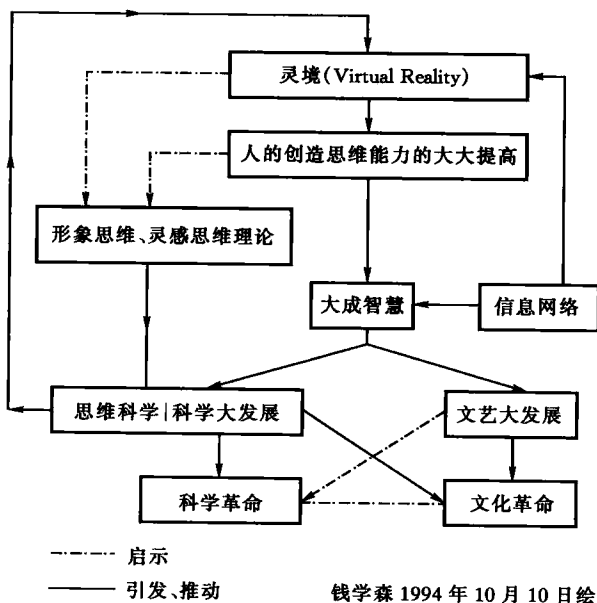 灵境(Virtual Reality)
人的创造思维能力的大大提高
形象思维、灵感思维理论
大成智慧
信息网络
思维科学|科学大发展
文艺大发展
科学革命
文化革命
启示
引发、推动
钱学森 1994 年 10 月 10 日绘